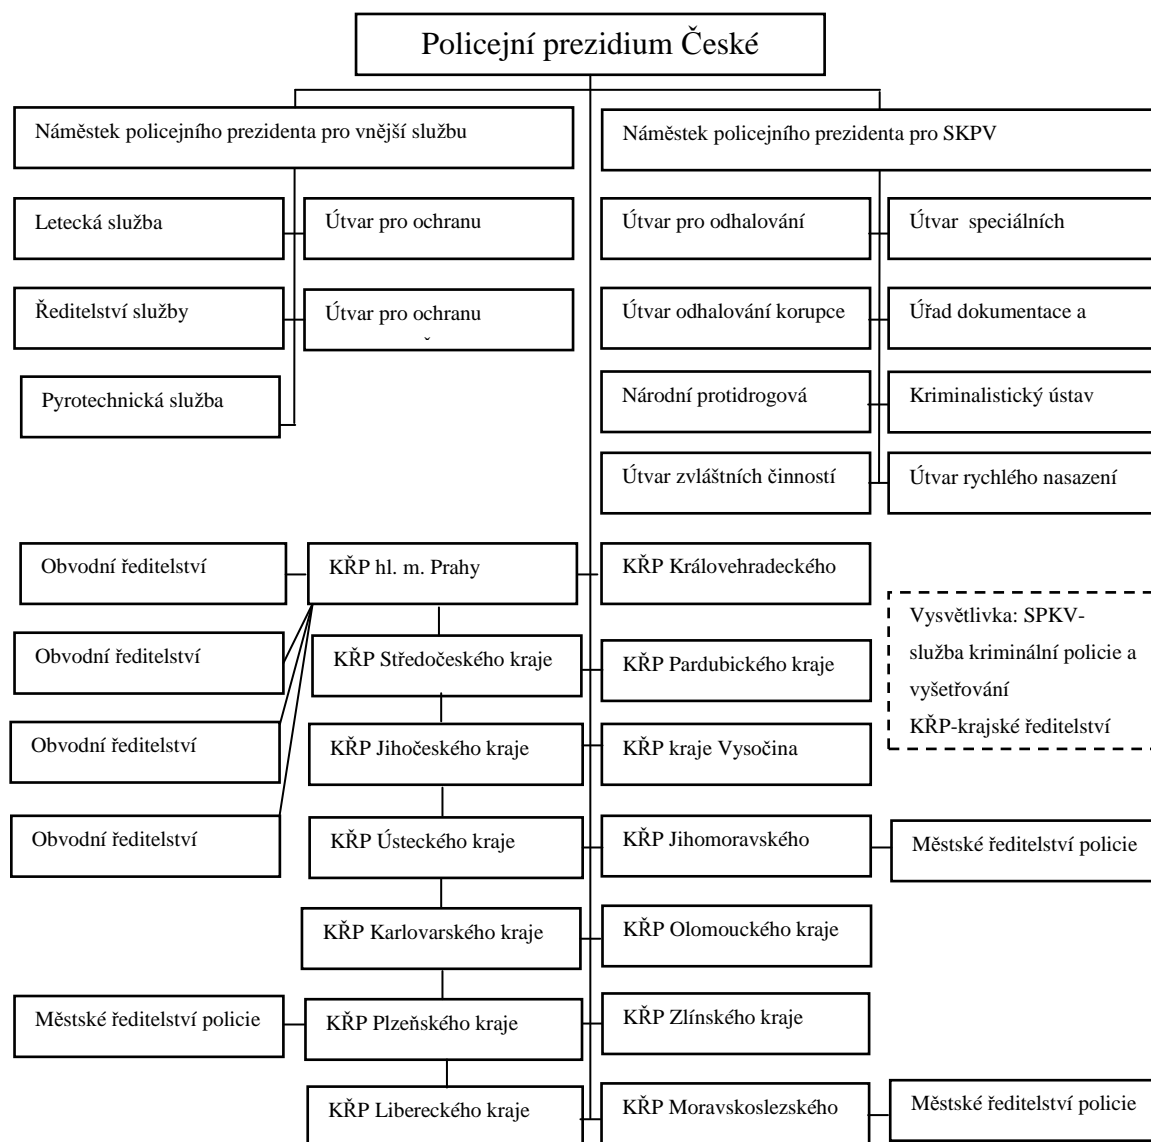 Policejní prezidium České
Náměstek policejního prezidenta pro vnější službu
Náměstek policejního prezidenta pro SKPV
Letecká služba
Útvar pro ochranu
Útvar pro odhalování
Útvar speciálních
Ředitelství služby
Útvar pro ochranu
Útvar odhalování korupce
Úřad dokumentace a
Pyrotechnická služba
Národní protidrogová
Kriminalistický ústav
Útvar zvláštních činností
Útvar rychlého nasazení
Obvodní ředitelství
KŘP hl. m. Prahy
KŘP Královehradeckého
Vysvětlivka: SPKV-
služba kriminální policie a
vyšetřování
KŘP-krajské ředitelství
Obvodní ředitelství
KŘP Středočeského kraje
KŘP Pardubického kraje
Obvodní ředitelství
KŘP Jihočeského kraje
KŘP kraje Vysočina
Obvodní ředitelství
KŘP Ústeckého kraje
KŘP Jihomoravského
Městské ředitelství policie
KŘP Karlovarského kraje
KŘP Olomouckého kraje
Městské ředitelství policie
KŘP Plzeňského kraje
KŘP Zlínského kraje
KŘP Libereckého kraje
KŘP Moravskoslezského
Městské ředitelství policie